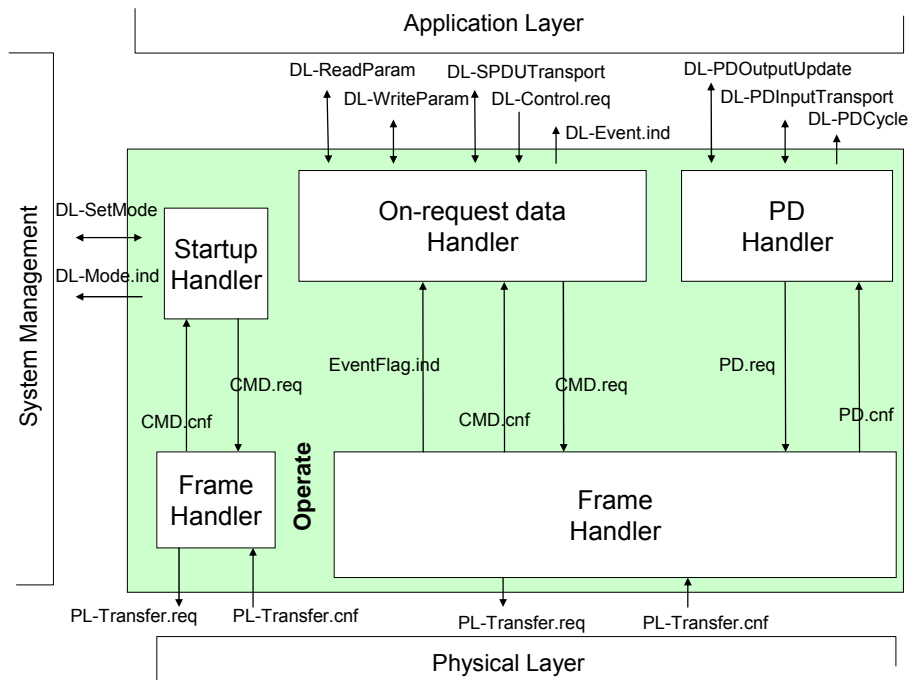 Application Layer
DL-ReadParam
DL-SPDUTransport
DL-PDOutputUpdate
DL-WriteParam
DL-Control.req
DL-PDInputTransport
DL-Event.ind
DL-PDCycle
System Management
DL-SetMode
DL-Mode.ind
Startup
Handler
On-request data
Handler
PD
Handler
EventFlag.ind
CMD.req
CMD.req
PD.req
CMD.cnf
CMD.cnf
PD.cnf
Operate
Frame
Handler
Frame
Handler
PL-Transfer.req
PL-Transfer.cnf
PL-Transfer.req
PL-Transfer.cnf
Physical Layer